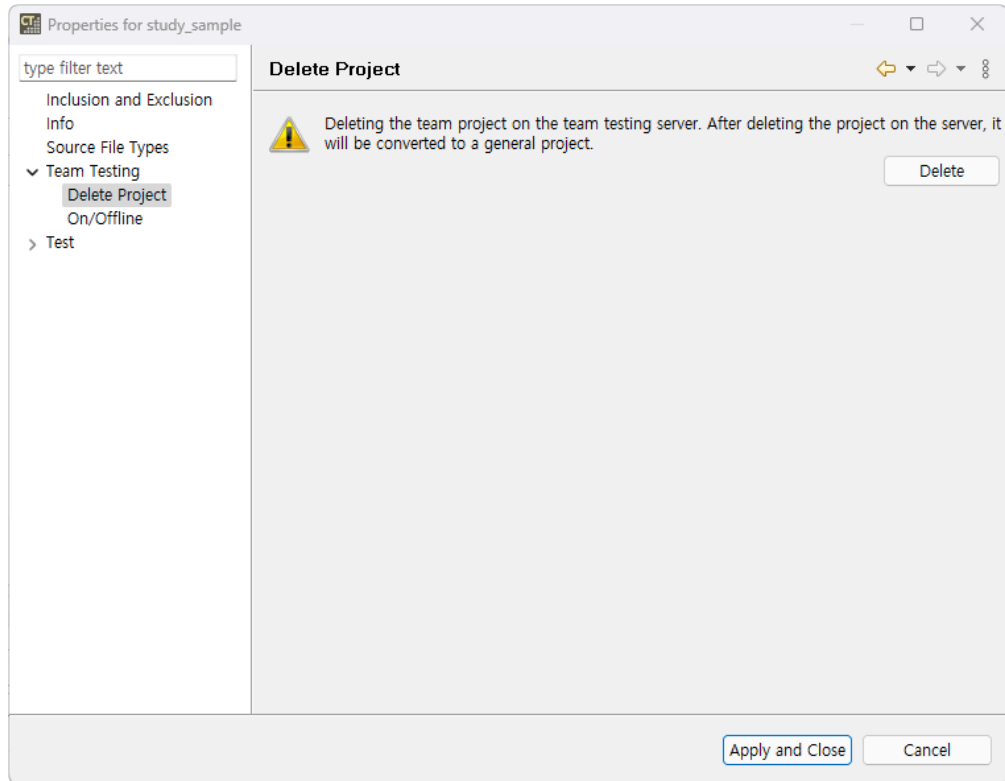 CT
Properties for study_sample
type filter text
Inclusion and Exclusion
Info
Source File Types
Team Testing
Delete Project
On/Offline
Test
Delete Project
Deleting the team project on the team testing server. After deleting the project on the server, it
will be converted to a general project.
Delete
Apply and Close
Cancel